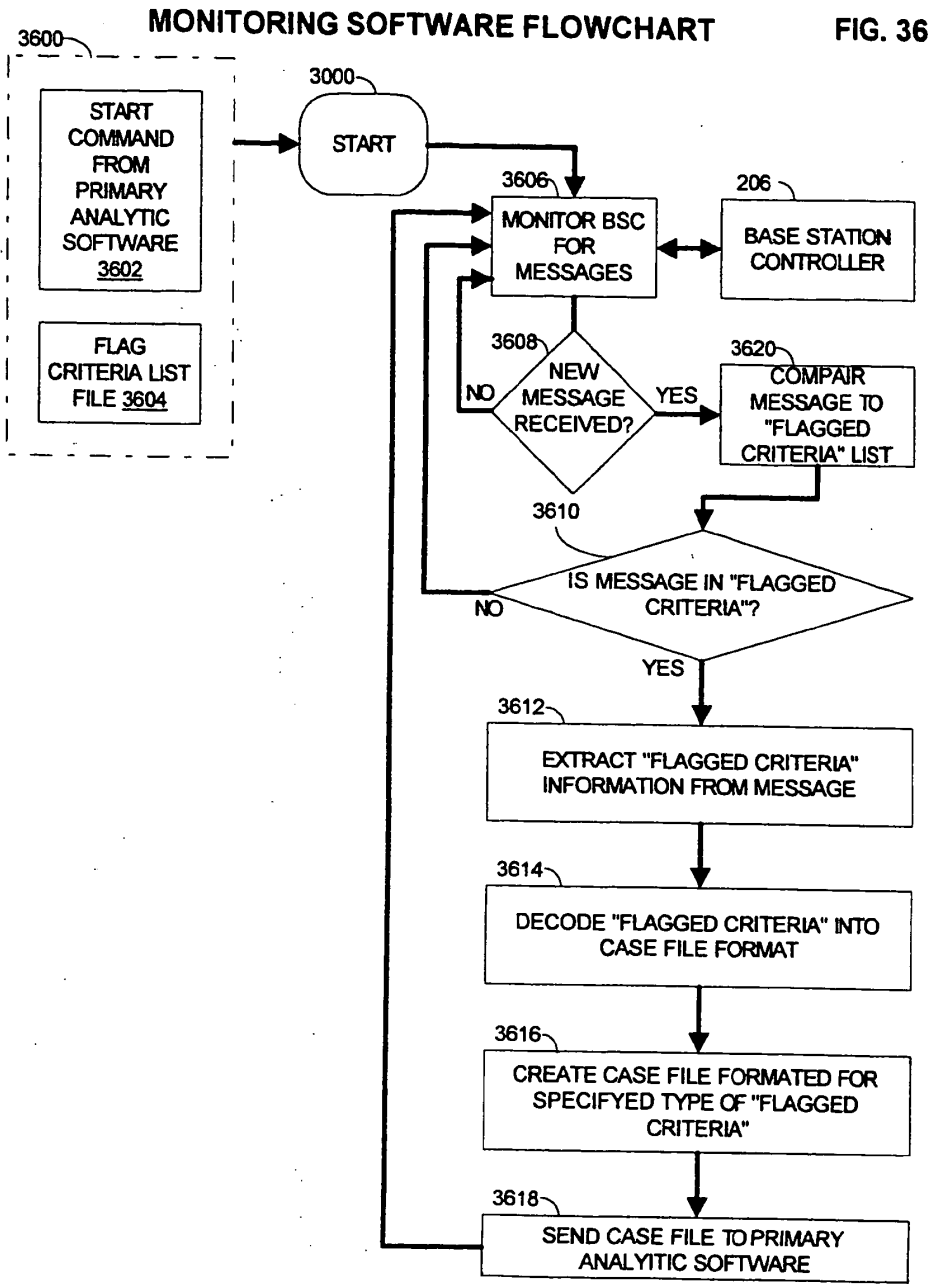 MONITORING SOFTWARE FLOWCHART
FIG. 36
3600
START
COMMAND
FROM
PRIMARY
ANALYTIC
SOFTWARE
3602
FLAG
CRITERIA LIST
FILE 3604
3000
START
3606
MONITOR BSC
FOR
MESSAGES
206
BASE STATION
CONTROLLER
3608
NEW
MESSAGE
RECEIVED?
NO
YES
3620
COMPAIR
MESSAGE TO
"FLAGGED
CRITERIA" LIST
3610
IS MESSAGE IN "FLAGGED
CRITERIA"?
NO
YES
3612
EXTRACT "FLAGGED CRITERIA"
INFORMATION FROM MESSAGE
3614
DECODE "FLAGGED CRITERIA" INTO
CASE FILE FORMAT
3616
CREATE CASE FILE FORMATED FOR
SPECIFYED TYPE OF "FLAGGED
CRITERIA"
3618
SEND CASE FILE TO PRIMARY
ANALYITIC SOFTWARE